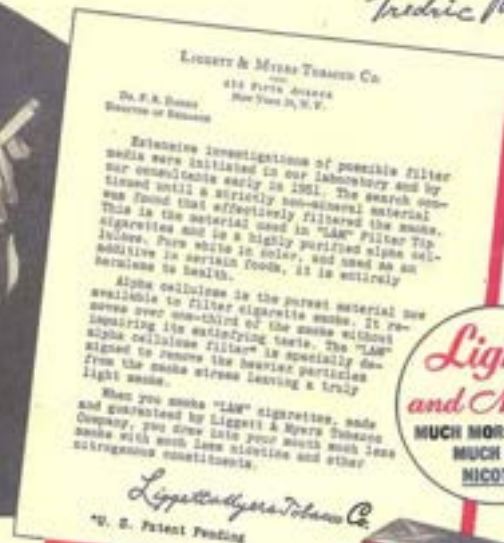 Fredric
Liggett & Myers Tobacco Co.
630 Fifth Avenue
New York 20, N. Y.
Dr. F. R. Darkis
Director of Research
Extensive investigations of possible filter
media were initiated in our laboratory and by
our consultants early in 1951. The search con-
tinued until a strictly non-mineral material
was found that effectively filtered the smoke.
This is the material used in "L&M" Filter Tip
cigarettes and is a highly purified alpha cel-
lulose. Pure white in color, and used as an
additive in certain foods, it is entirely
harmless to health.
Alpha cellulose is the purest material now
available to filter cigarette smoke. It re-
moves over one-third of the smoke without
impairing its satisfying taste. The "L&M"
alpha cellulose filter* is specially de-
signed to remove the heavier particles
from the smoke stream leaving a truly
light smoke.
When you smoke "L&M" cigarettes, made
and guaranteed by Liggett & Myers Tobacco
Company, you draw into your mouth much less
smoke with much less nicotine and other
nitrogenous constituents.
Liggett & Myers Tobacco Co.
*U. S. Patent Pending
Lig
and M
MUCH MOR
MUCH
NICO